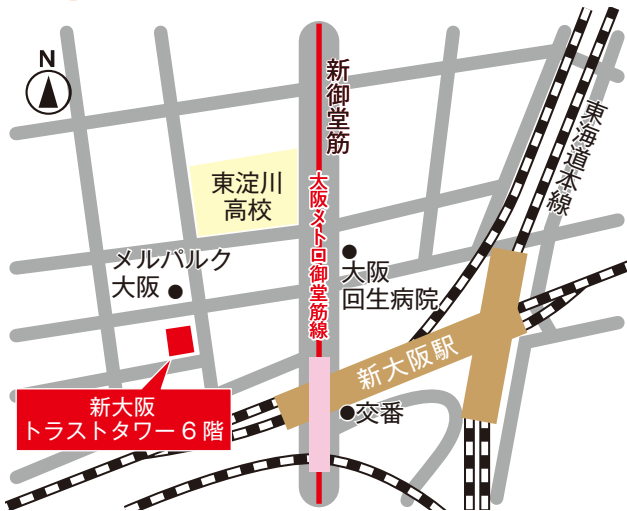 N
新御堂筋
東海道本線
東淀川
高校
大阪メトロ御堂筋線
メルパルク
大阪
大阪
回生病院
新大阪駅
交番
新大阪
トラストタワー６階